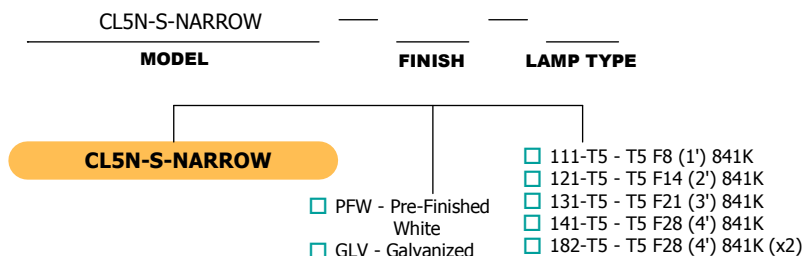 CL5N-S-NARROW — —
MODEL FINISH LAMP TYPE
CL5N-S-NARROW
PFW - Pre-Finished
White
GLV - Galvanized
111-T5 - T5 F8 (1') 841K
121-T5 - T5 F14 (2') 841K
131-T5 - T5 F21 (3') 841K
141-T5 - T5 F28 (4') 841K
182-T5 - T5 F28 (4') 841K (x2)